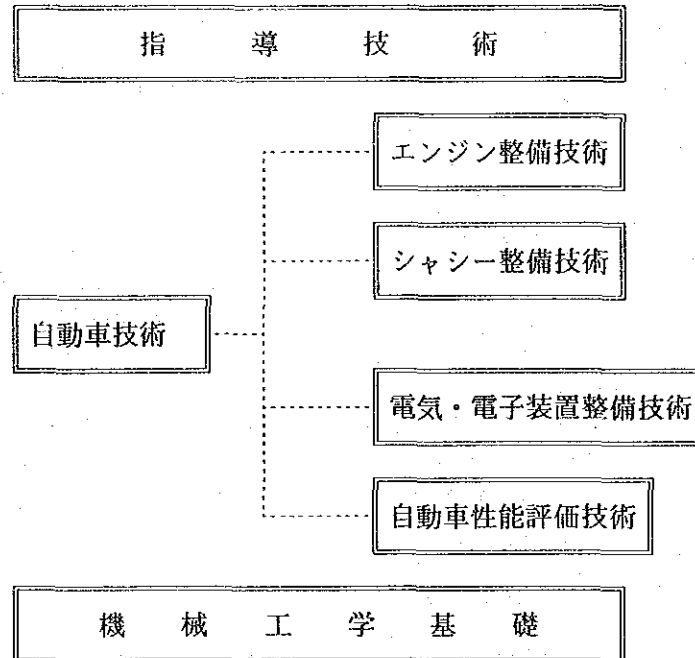 指導技術
エンジン整備技術
シャシー整備技術
自動車技術
電気・電子装置整備技術
自動車性能評価技術
機械工学基礎